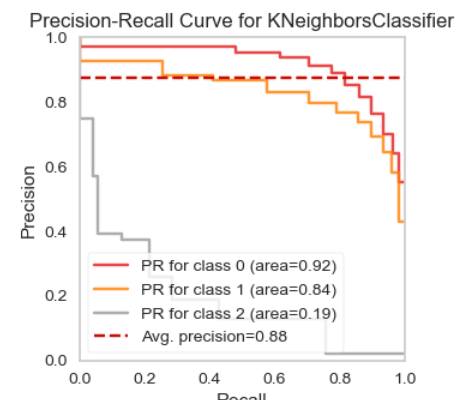 Precision-Recall Curve for KNeighborsClassifier
1.0
0.8
0.6
0.4
0.2
0.0
Precision
PR for class 0 (area=0.92)
PR for class 1 (area=0.84)
PR for class 2 (area=0.19)
Avg. precision=0.88
0.0 0.2 0.4 0.6 0.8 1.0
Recall